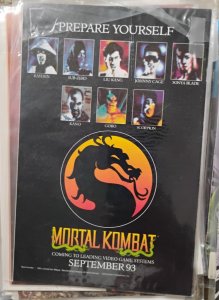 PREPARE YOURSELF
RAYDEN SUB-ZERO LIU KANG JOHNNY CAGE SONYA BLADE
KANO GORO SCORPION
MORTAL KOMBAT
COMING TO LEADING VIDEO GAME SYSTEMS
SEPTEMBER 93